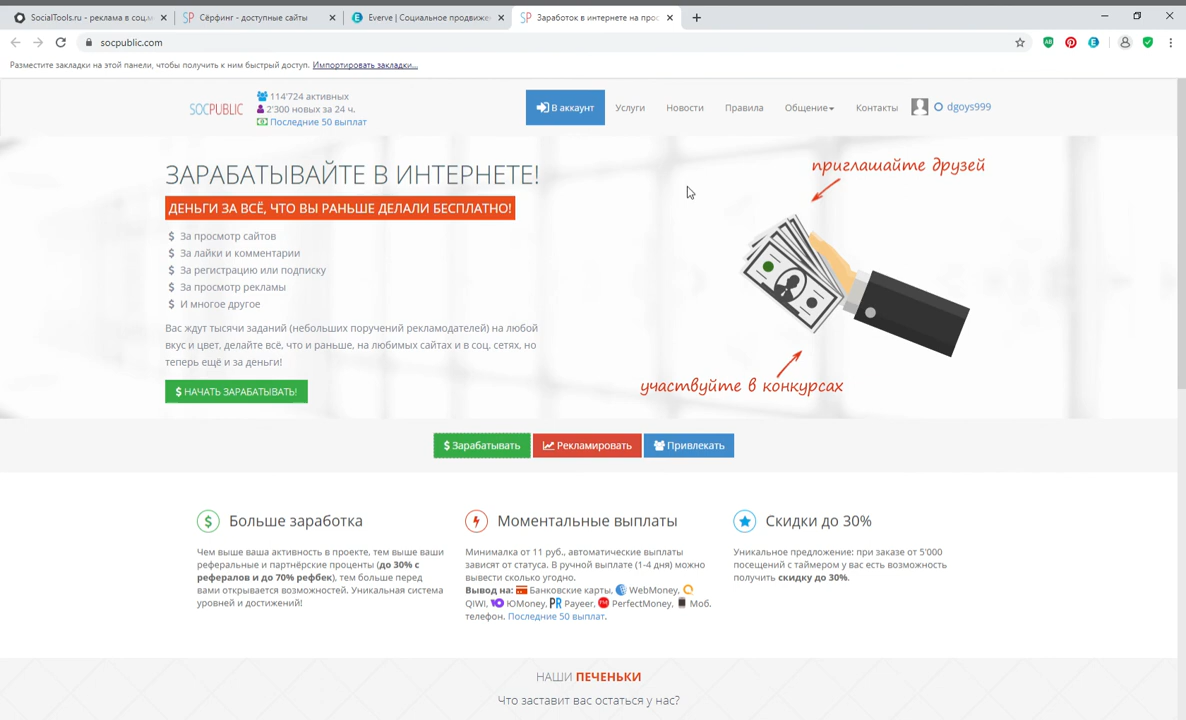 SocialTools.ru - реклама в соц.м
Сёрфинг - доступные сайты
Everve | Социальное продвижен
Заработок в интернете на прос
socpublic.com
Разместите закладки на этой панели, чтобы получить к ним быстрый доступ. Импортировать закладки...
SOCPUBLIC
114'724 активных
2'300 новых за 24 ч.
Последние 50 выплат
В аккаунт
Услуги
Новости
Правила
Общение
Контакты
dgoys999
ЗАРАБАТЫВАЙТЕ В ИНТЕРНЕТЕ!
ДЕНЬГИ ЗА ВСЁ, ЧТО ВЫ РАНЬШЕ ДЕЛАЛИ БЕСПЛАТНО!
$ За просмотр сайтов
$ За лайки и комментарии
$ За регистрацию или подписку
$ За просмотр рекламы
$ И многое другое
Вас ждут тысячи заданий (небольших поручений рекламодателей) на любой
вкус и цвет, делайте всё, что и раньше, на любимых сайтах и в соц. сетях, но
теперь ещё и за деньги!
$ НАЧАТЬ ЗАРАБАТЫВАТЬ!
приглашайте друзей
участвуйте в конкурсах
$ Зарабатывать
Рекламировать
Привлекать
Больше заработка
Чем выше ваша активность в проекте, тем выше ваши
реферальные и партнёрские проценты (до 30% с
рефералов и до 70% рефбек), тем больше перед
вами открывается возможностей. Уникальная система
уровней и достижений!
Моментальные выплаты
Минималка от 11 руб., автоматические выплаты
зависят от статуса. В ручной выплате (1-4 дня) можно
вывести сколько угодно.
Вывод на: Банковские карты, WebMoney,
QIWI, ЮMoney, Payeer, PerfectMoney, Моб.
телефон. Последние 50 выплат.
Скидки до 30%
Уникальное предложение: при заказе от 5'000
посещений с таймером у вас есть возможность
получить скидку до 30%.
НАШИ ПЕЧЕНЬКИ
Что заставит вас остаться у нас?